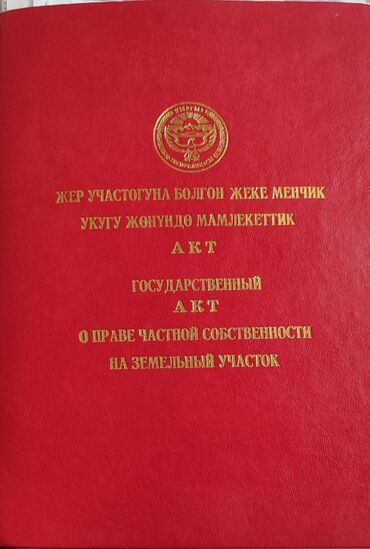 ЖЕР УЧАСТОГУНА БОЛГОН ЖЕКЕ МЕНЧИК
УКУГУ ЖӨНҮНДӨ МАМЛЕКЕТТИК
АКТ
ГОСУДАРСТВЕННЫЙ
АКТ
О ПРАВЕ ЧАСТНОЙ СОБСТВЕННОСТИ
НА ЗЕМЕЛЬНЫЙ УЧАСТОК